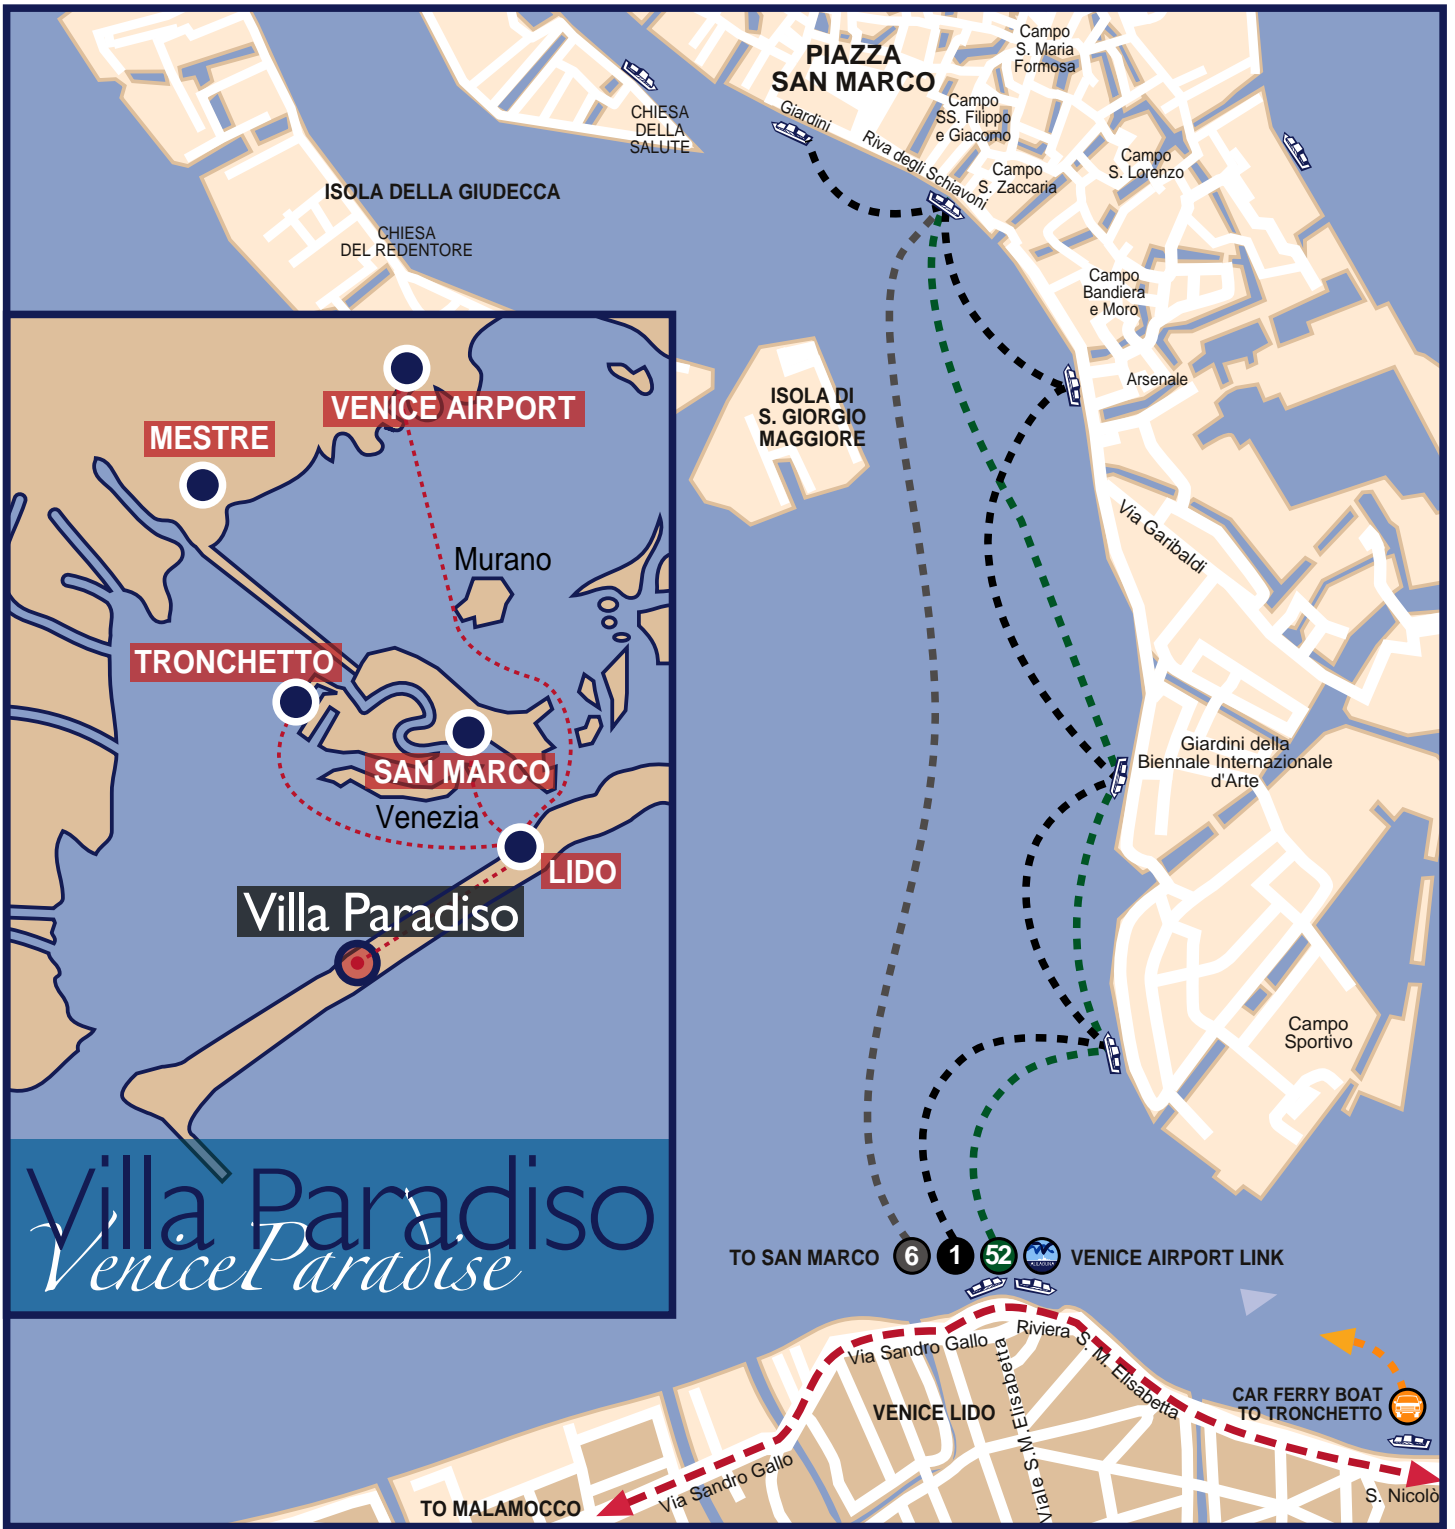 PIAZZA
SAN MARCO
Campo
S. Maria
Formosa
Campo
SS. Filippo
e Giacomo
Giardini
Riva degli Schiavoni
Campo
S. Zaccaria
Campo
S. Lorenzo
CHIESA
DELLA
SALUTE
ISOLA DELLA GIUDECCA
CHIESA
DEL REDENTORE
Campo
Bandiera
e Moro
Arsenale
ISOLA DI
S. GIORGIO
MAGGIORE
Via Garibaldi
Giardini della
Biennale Internazionale
d'Arte
Campo
Sportivo
VENICE AIRPORT
MESTRE
Murano
TRONCHETTO
SAN MARCO
Venezia
LIDO
Villa Paradiso
Villa Paradiso
VeniceParadise
TO SAN MARCO
6
1
52
ALILAGUNA
VENICE AIRPORT LINK
Via Sandro Gallo
Riviera S. M. Elisabetta
Viale S.M.Elisabetta
VENICE LIDO
CAR FERRY BOAT
TO TRONCHETTO
Via Sandro Gallo
TO MALAMOCCO
S. Nicolò